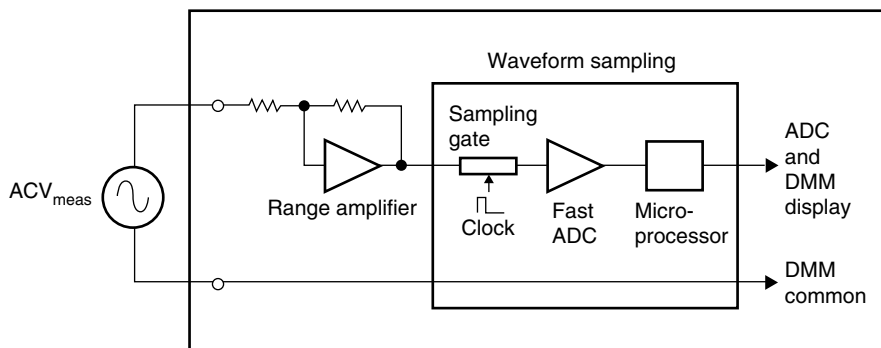 Waveform sampling
ACVmeas
Range amplifier
Sampling
gate
Clock
Fast
ADC
Micro-
processor
ADC
and
DMM
display
DMM
common